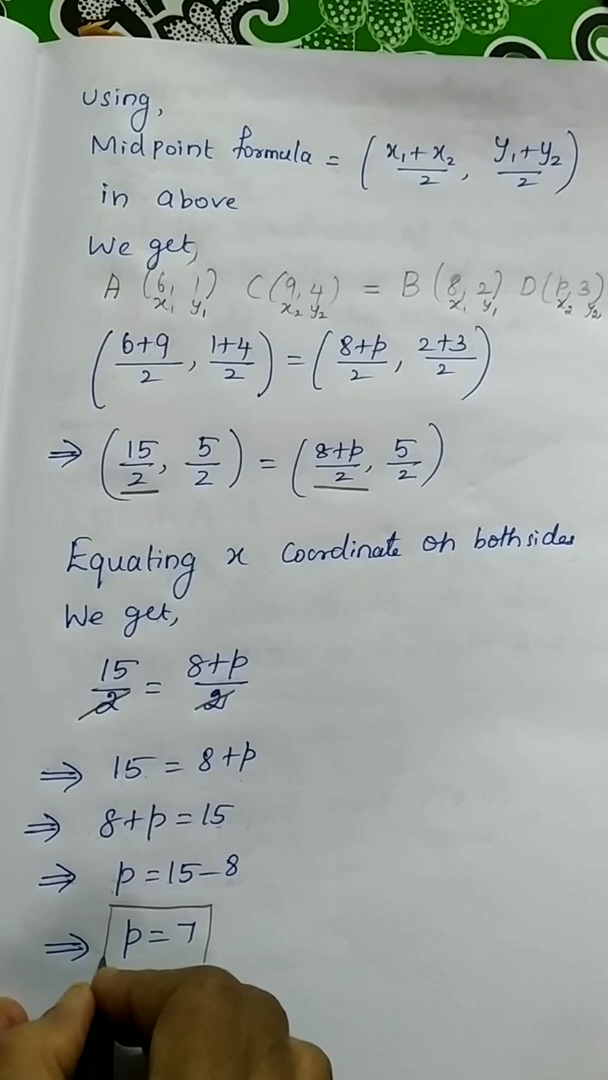 Using,
Midpoint formula = ( x₁+x₂/2 , y₁+y₂/2 )
in above
We get,
A (6, 1) C (9, 4) = B (8, 2) D (p, 3)
x₁ y₁ x₂ y₂ x₁ y₁ x₂ y₂
( 6+9/2 , 1+4/2 ) = ( 8+p/2 , 2+3/2 )
⇒ ( 15/2 , 5/2 ) = ( 8+p/2 , 5/2 )
Equating x coordinate on both sides
We get,
15/2 = 8+p/2
⇒ 15 = 8+p
⇒ 8+p = 15
⇒ p = 15-8
⇒ p = 7